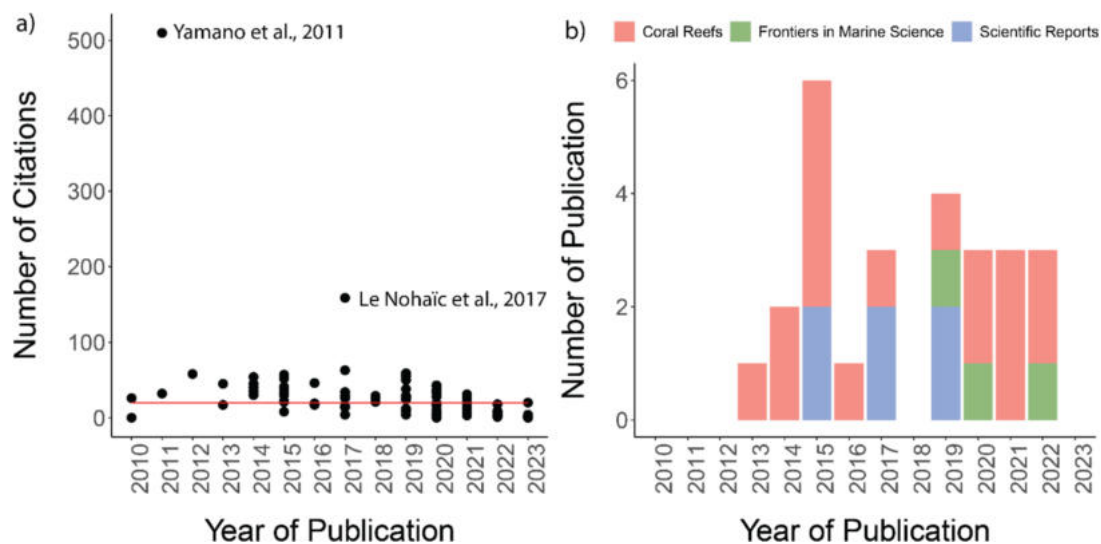 a)
Number of Citations
500
400
300
200
100
0
Yamano et al., 2011
Le Nohaïc et al., 2017
2010 2011 2012 2013 2014 2015 2016 2017 2018 2019 2020 2021 2022 2023
Year of Publication
b)
Coral Reefs Frontiers in Marine Science Scientific Reports
Number of Publication
6
4
2
0
2010 2011 2012 2013 2014 2015 2016 2017 2018 2019 2020 2021 2022 2023
Year of Publication